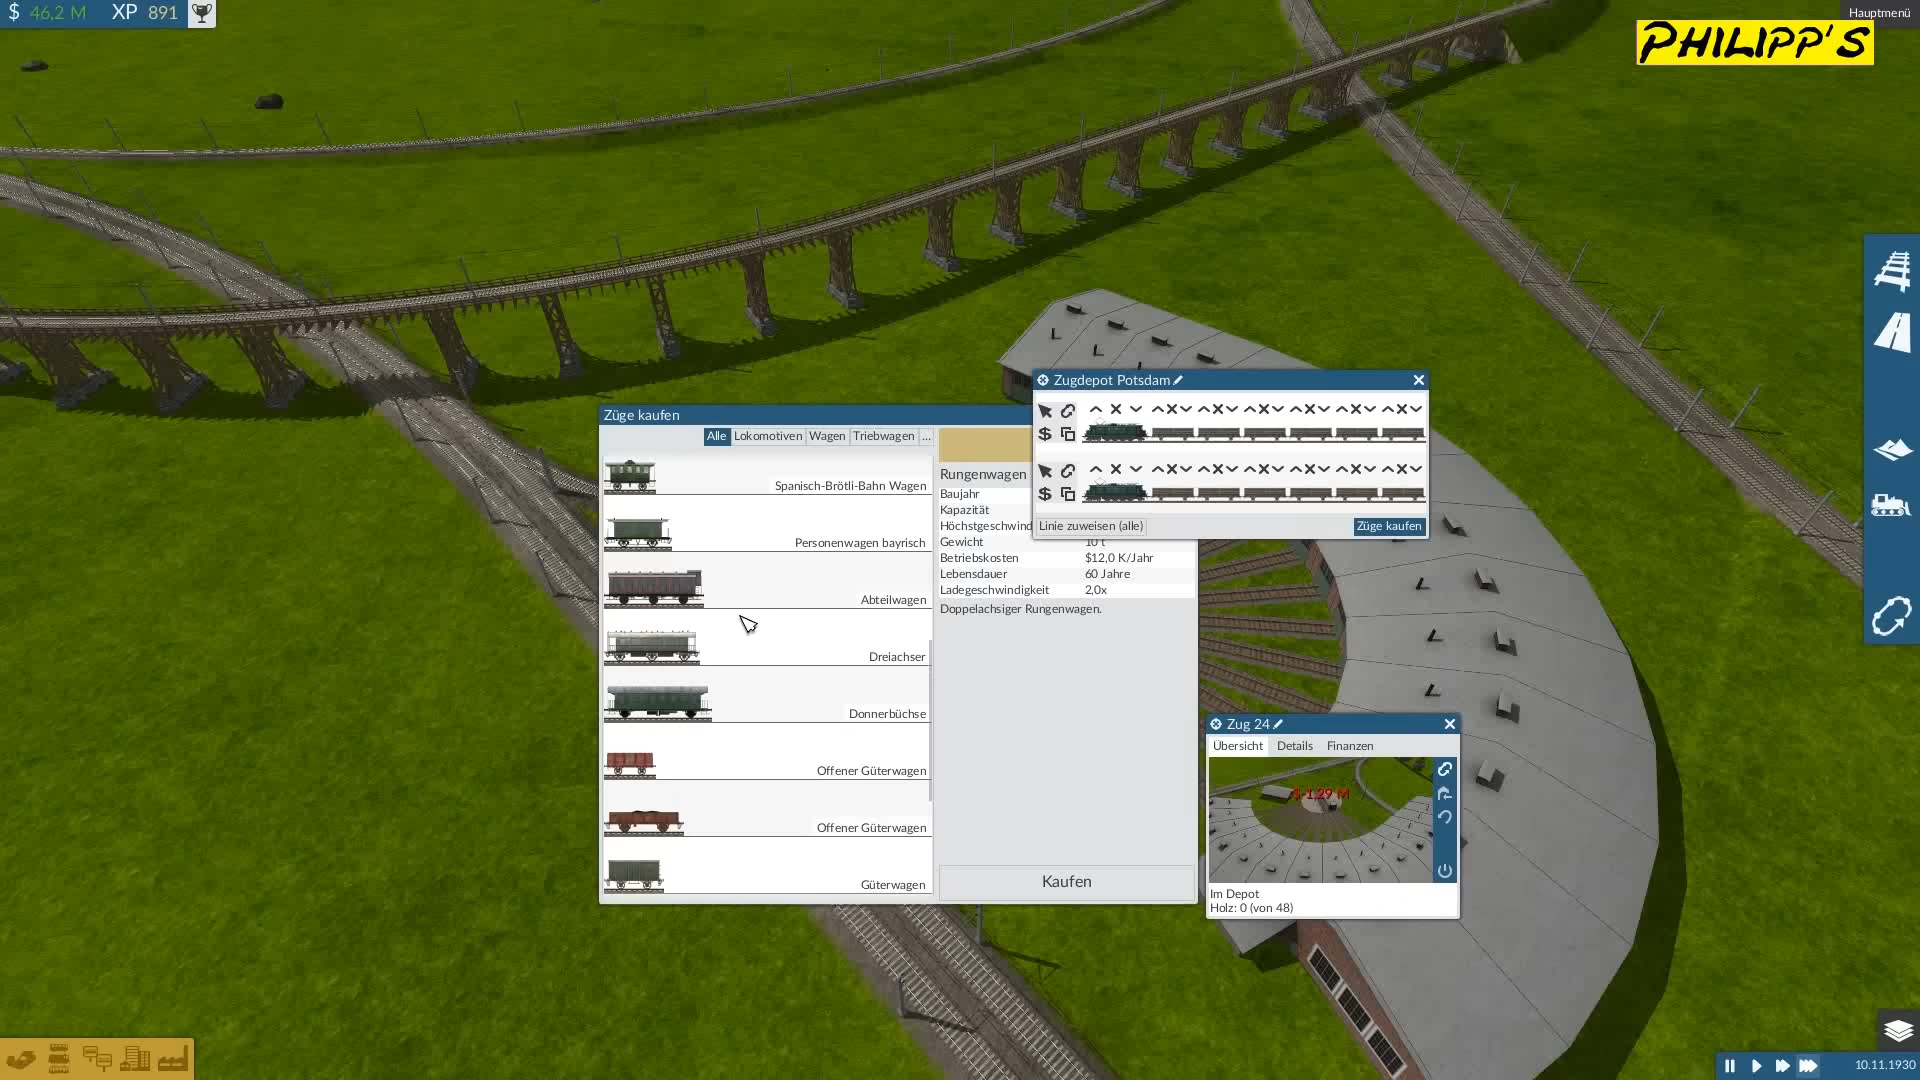 $ 46,2 M XP 891
Hauptmenü
PHILIPP'S
Zugdepot Potsdam
Linie zuweisen (alle) Züge kaufen
Züge kaufen
Alle Lokomotiven Wagen Triebwagen ...
Spanisch-Brötli-Bahn Wagen
Personenwagen bayrisch
Abteilwagen
Dreiachser
Donnerbüchse
Offener Güterwagen
Offener Güterwagen
Güterwagen
Rungenwagen
Baujahr
Kapazität
Höchstgeschwind
Gewicht 10 t
Betriebskosten $12,0 K/Jahr
Lebensdauer 60 Jahre
Ladegeschwindigkeit 2,0x
Doppelachsiger Rungenwagen.
Kaufen
Zug 24
Übersicht Details Finanzen
$-1,29 M
Im Depot
Holz: 0 (von 48)
10.11.1930